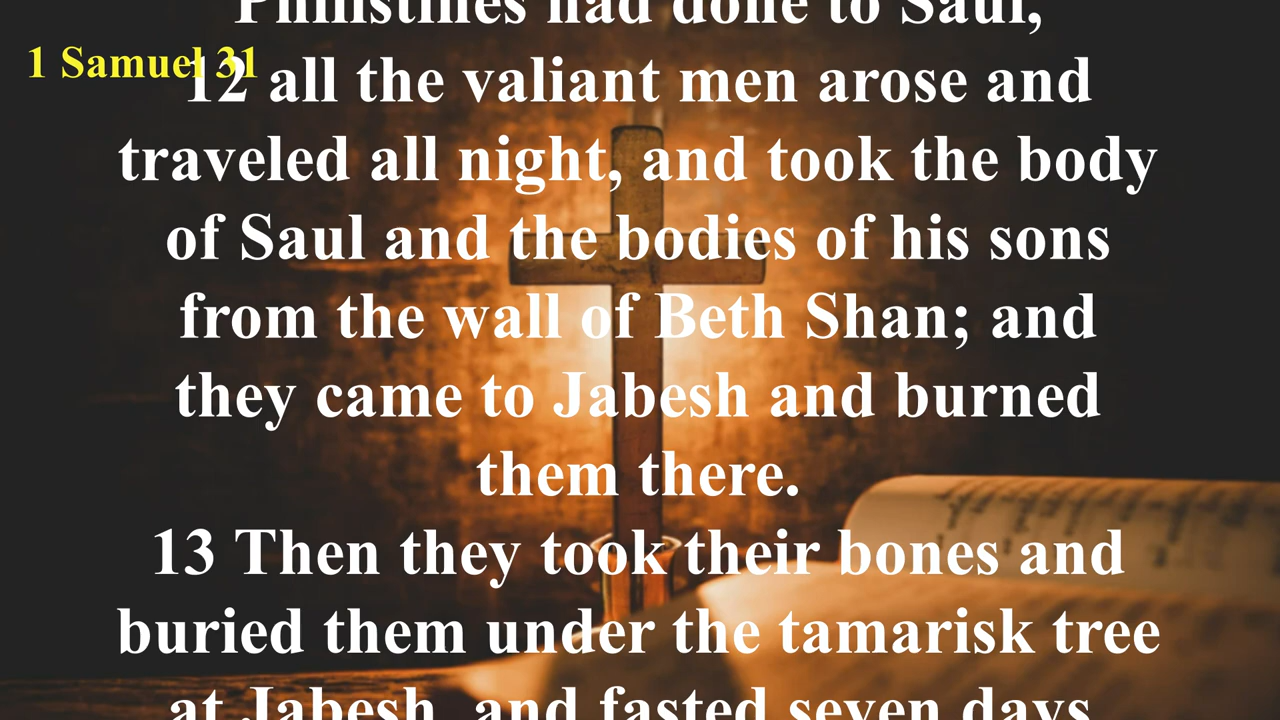 Philistines had done to Saul,
1 Samuel 31
12 all the valiant men arose and
traveled all night, and took the body
of Saul and the bodies of his sons
from the wall of Beth Shan; and
they came to Jabesh and burned
them there.
13 Then they took their bones and
buried them under the tamarisk tree
at Jabesh, and fasted seven days.